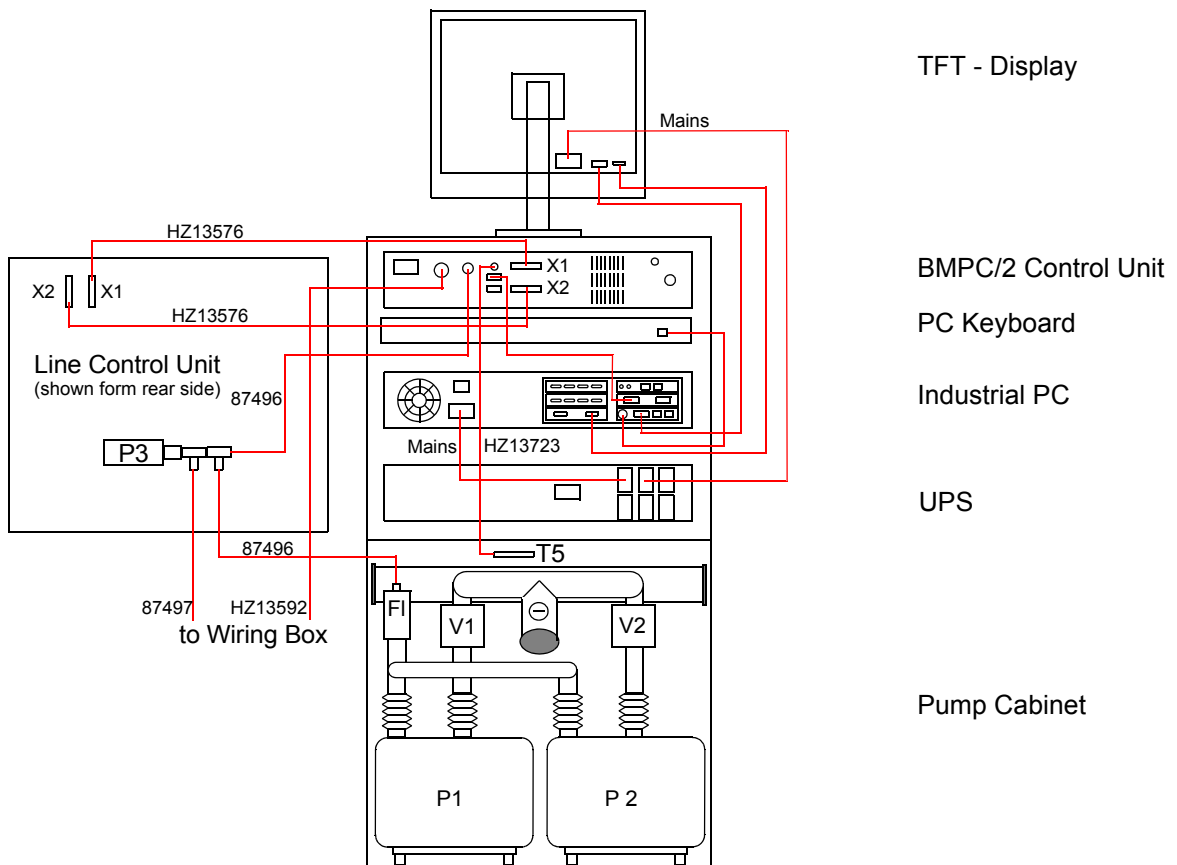 TFT - Display
Mains
HZ13576
X1
X2
X2
X1
BMPC/2 Control Unit
HZ13576
PC Keyboard
Line Control Unit
(shown form rear side)
87496
Industrial PC
P3
Mains
HZ13723
UPS
87496
T5
87497
HZ13592
FI
to Wiring Box
V1
V2
Pump Cabinet
P1
P 2